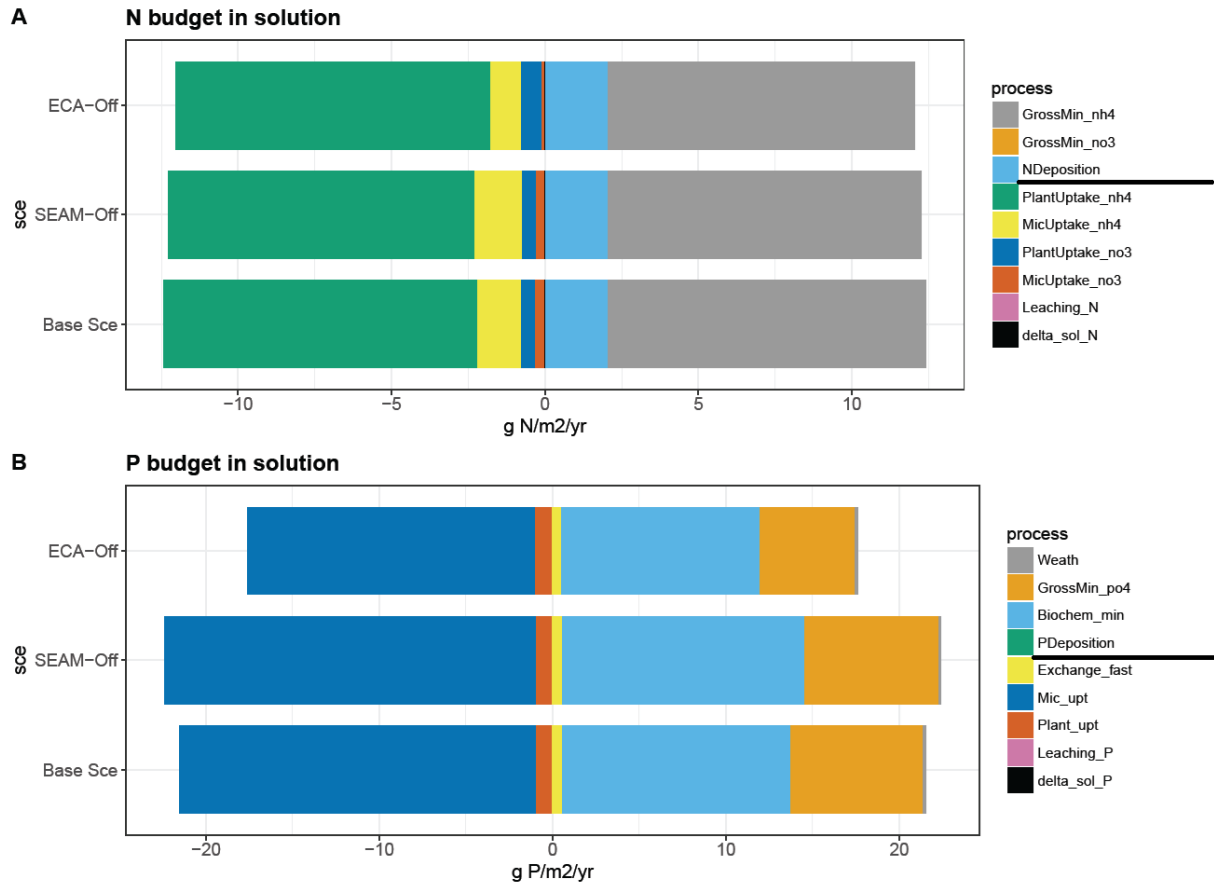 A
N budget in solution
sce
ECA−Off
SEAM−Off
Base Sce
−10
−5
0
5
10
g N/m2/yr
process
GrossMin_nh4
GrossMin_no3
NDeposition
PlantUptake_nh4
MicUptake_nh4
PlantUptake_no3
MicUptake_no3
Leaching_N
delta_sol_N
B
P budget in solution
sce
ECA−Off
SEAM−Off
Base Sce
−20
−10
0
10
20
g P/m2/yr
process
Weath
GrossMin_po4
Biochem_min
PDeposition
Exchange_fast
Mic_upt
Plant_upt
Leaching_P
delta_sol_P